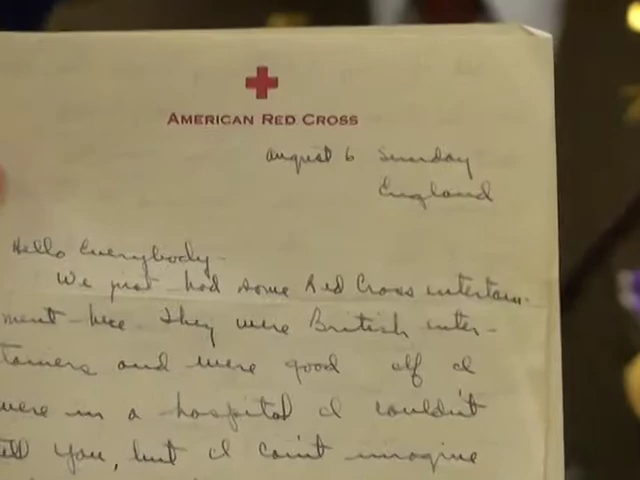 AMERICAN RED CROSS
August 6 Sunday
England
Hello Everybody-
We just had some Red Cross entertain-
ment here. They were British enter-
tainers and were good. If I
were in a hospital I couldn't
tell you, but I can't imagine